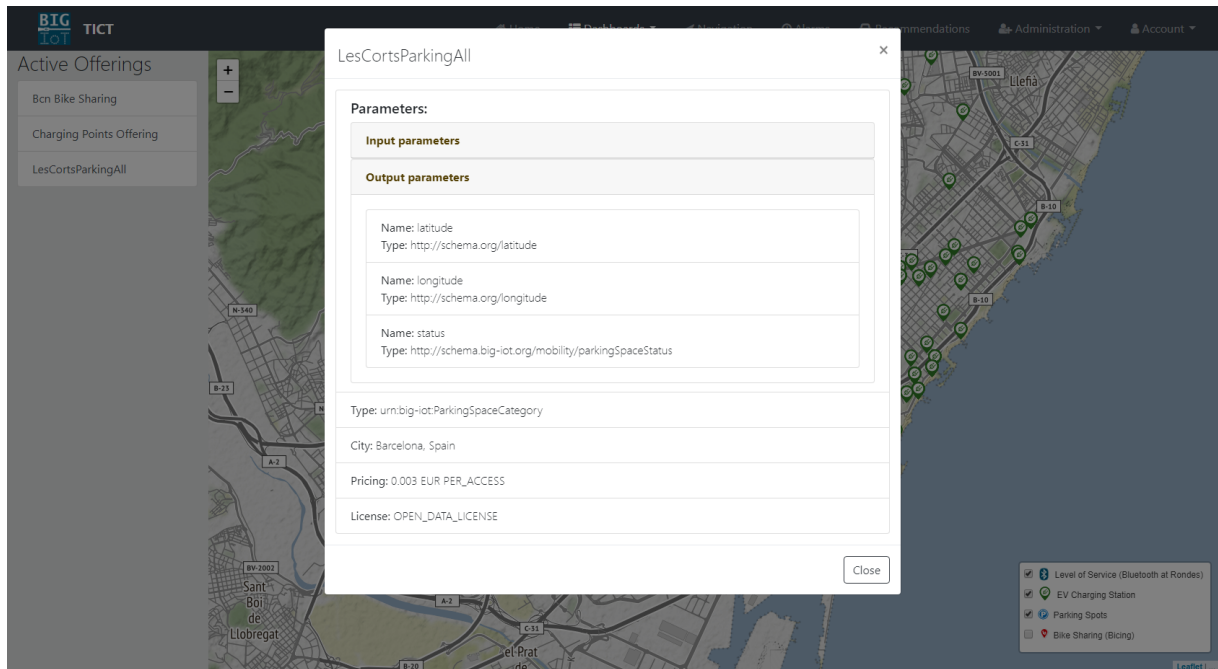 BIG
IoT
TICT
Home
Dashboards
Navigation
Alarms
Recommendations
Administration
Account
Active Offerings
Bcn Bike Sharing
Charging Points Offering
LesCortsParkingAll
+
−
LesCortsParkingAll
×
Parameters:
Input parameters
Output parameters
Name: latitude
Type: http://schema.org/latitude
Name: longitude
Type: http://schema.org/longitude
Name: status
Type: http://schema.big-iot.org/mobility/parkingSpaceStatus
Type: urn:big-iot:ParkingSpaceCategory
City: Barcelona, Spain
Pricing: 0.003 EUR PER_ACCESS
License: OPEN_DATA_LICENSE
Close
BV-5001
Llefià
C-31
B-10
B-10
N-340
B-23
A-2
BV-2002
Sant
Boi
de
Llobregat
A-2
C-31
el Prat
de
B-20
Level of Service (Bluetooth at Rondes)
EV Charging Station
Parking Spots
Bike Sharing (Bicing)
Leaflet